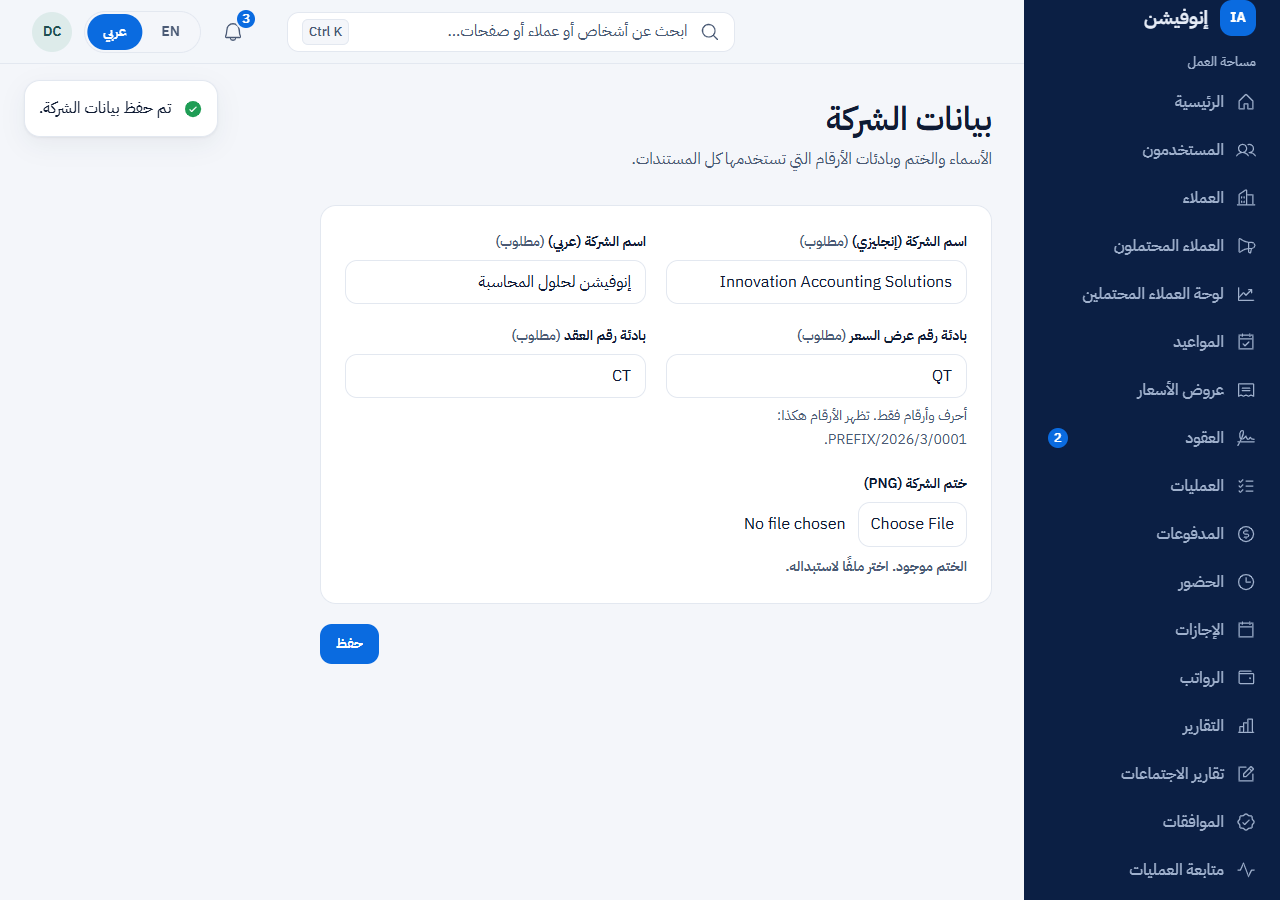 إنوفيشن
IA
مساحة العمل
الرئيسية
المستخدمون
العملاء
العملاء المحتملون
لوحة العملاء المحتملين
المواعيد
عروض الأسعار
العقود
2
العمليات
المدفوعات
الحضور
الإجازات
الرواتب
التقارير
تقارير الاجتماعات
الموافقات
متابعة العمليات
ابحث عن أشخاص أو عملاء أو صفحات...
Ctrl K
3
EN
عربي
DC
تم حفظ بيانات الشركة.
بيانات الشركة
الأسماء والختم وبادئات الأرقام التي تستخدمها كل المستندات.
اسم الشركة (إنجليزي) (مطلوب)
Innovation Accounting Solutions
اسم الشركة (عربي) (مطلوب)
إنوفيشن لحلول المحاسبة
بادئة رقم عرض السعر (مطلوب)
QT
أحرف وأرقام فقط. تظهر الأرقام هكذا:
PREFIX/2026/3/0001.
بادئة رقم العقد (مطلوب)
CT
ختم الشركة (PNG)
Choose File
No file chosen
الختم موجود. اختر ملفًا لاستبداله.
حفظ